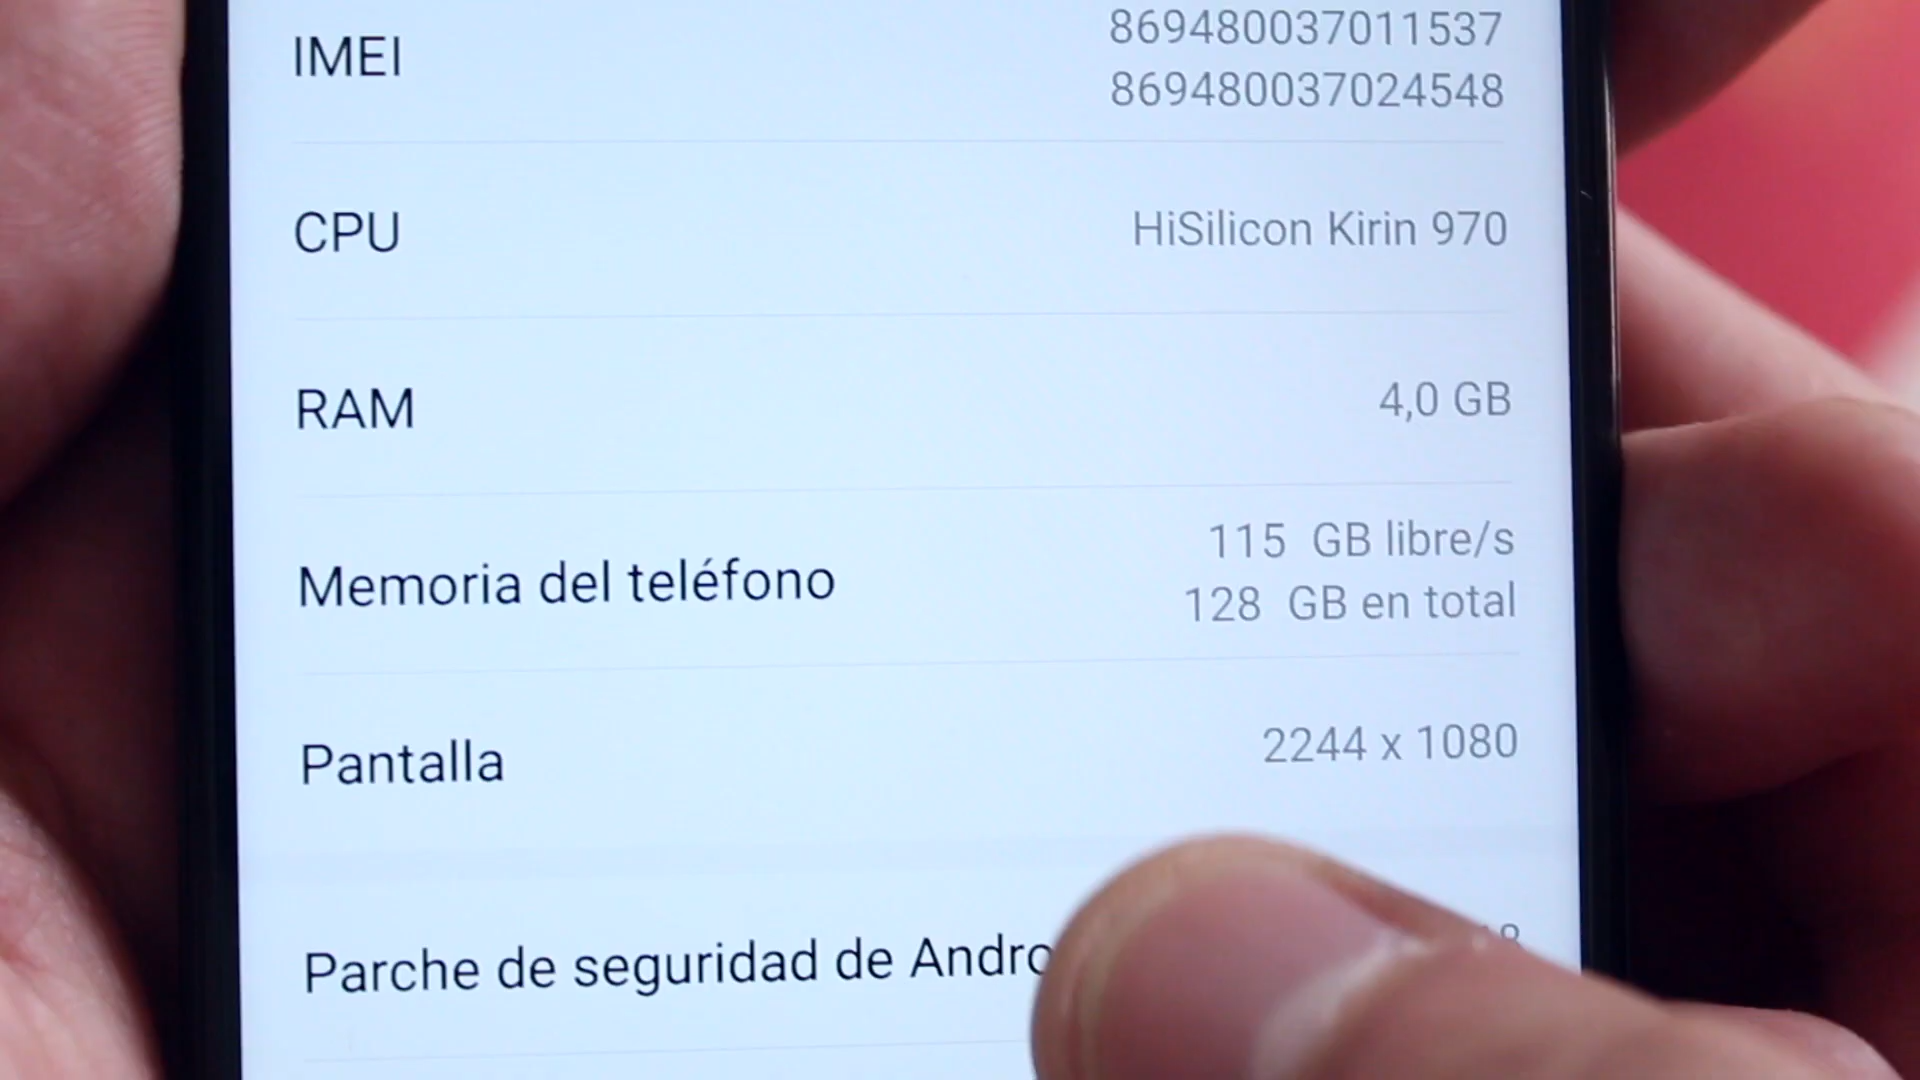 IMEI
869480037011537
869480037024548
CPU
HiSilicon Kirin 970
RAM
4,0 GB
Memoria del teléfono
115 GB libre/s
128 GB en total
Pantalla
2244 x 1080
Parche de seguridad de